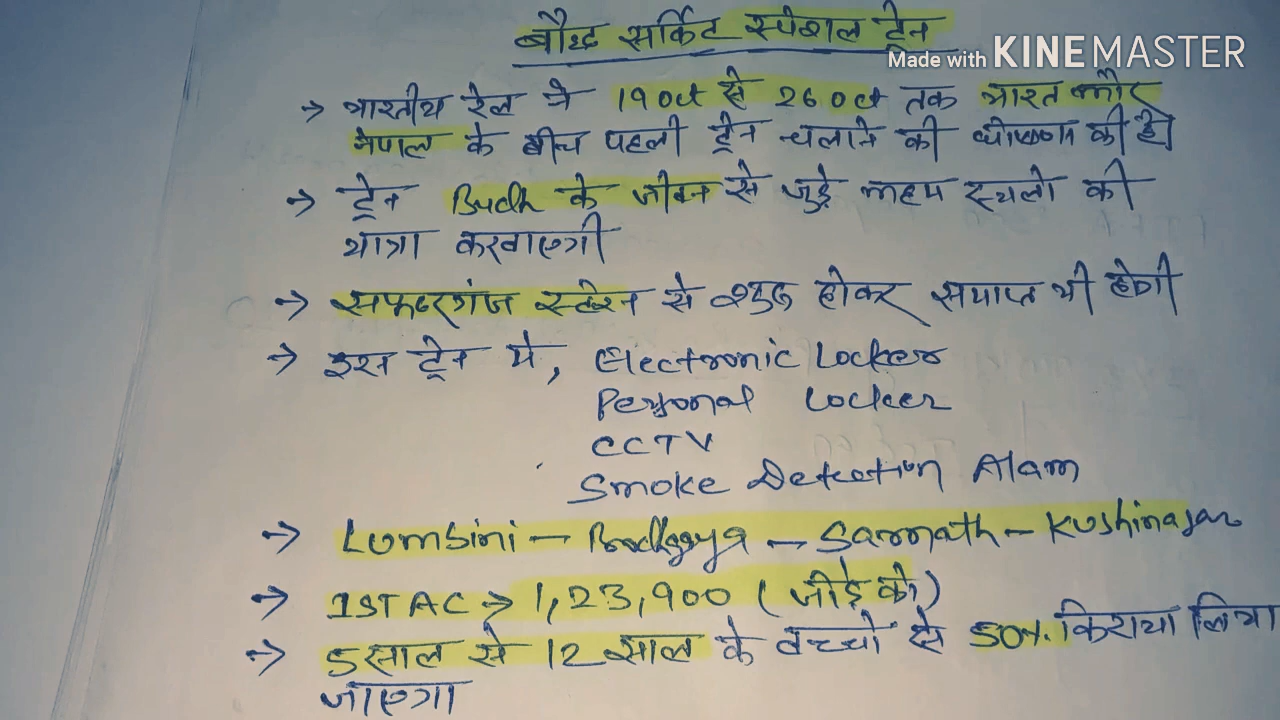 बौद्ध सर्किट स्पेशल ट्रेन
Made with KINEMASTER
→ भारतीय रेल ने 19 Oct से 26 Oct तक भारत और
नेपाल के बीच पहली ट्रेन चलाने की घोषणा की है।
→ ट्रेन Budh के जीवन से जुड़े अहम स्थलो की
यात्रा करवाएगी
→ सफदरगंज स्टेशन से शुरु होकर समाप्त भी होगी
→ इस ट्रेन मे, Electronic Locker
Personal Locker
CCTV
Smoke Detection Alam
→ Lumbini – Bodhgaya – Sarnath – Kushinagar
→ 1ST AC → 1,23,900 (जोड़े को)
→ 5 साल से 12 साल के बच्चों से 50%. किराया लिया
जाएगा